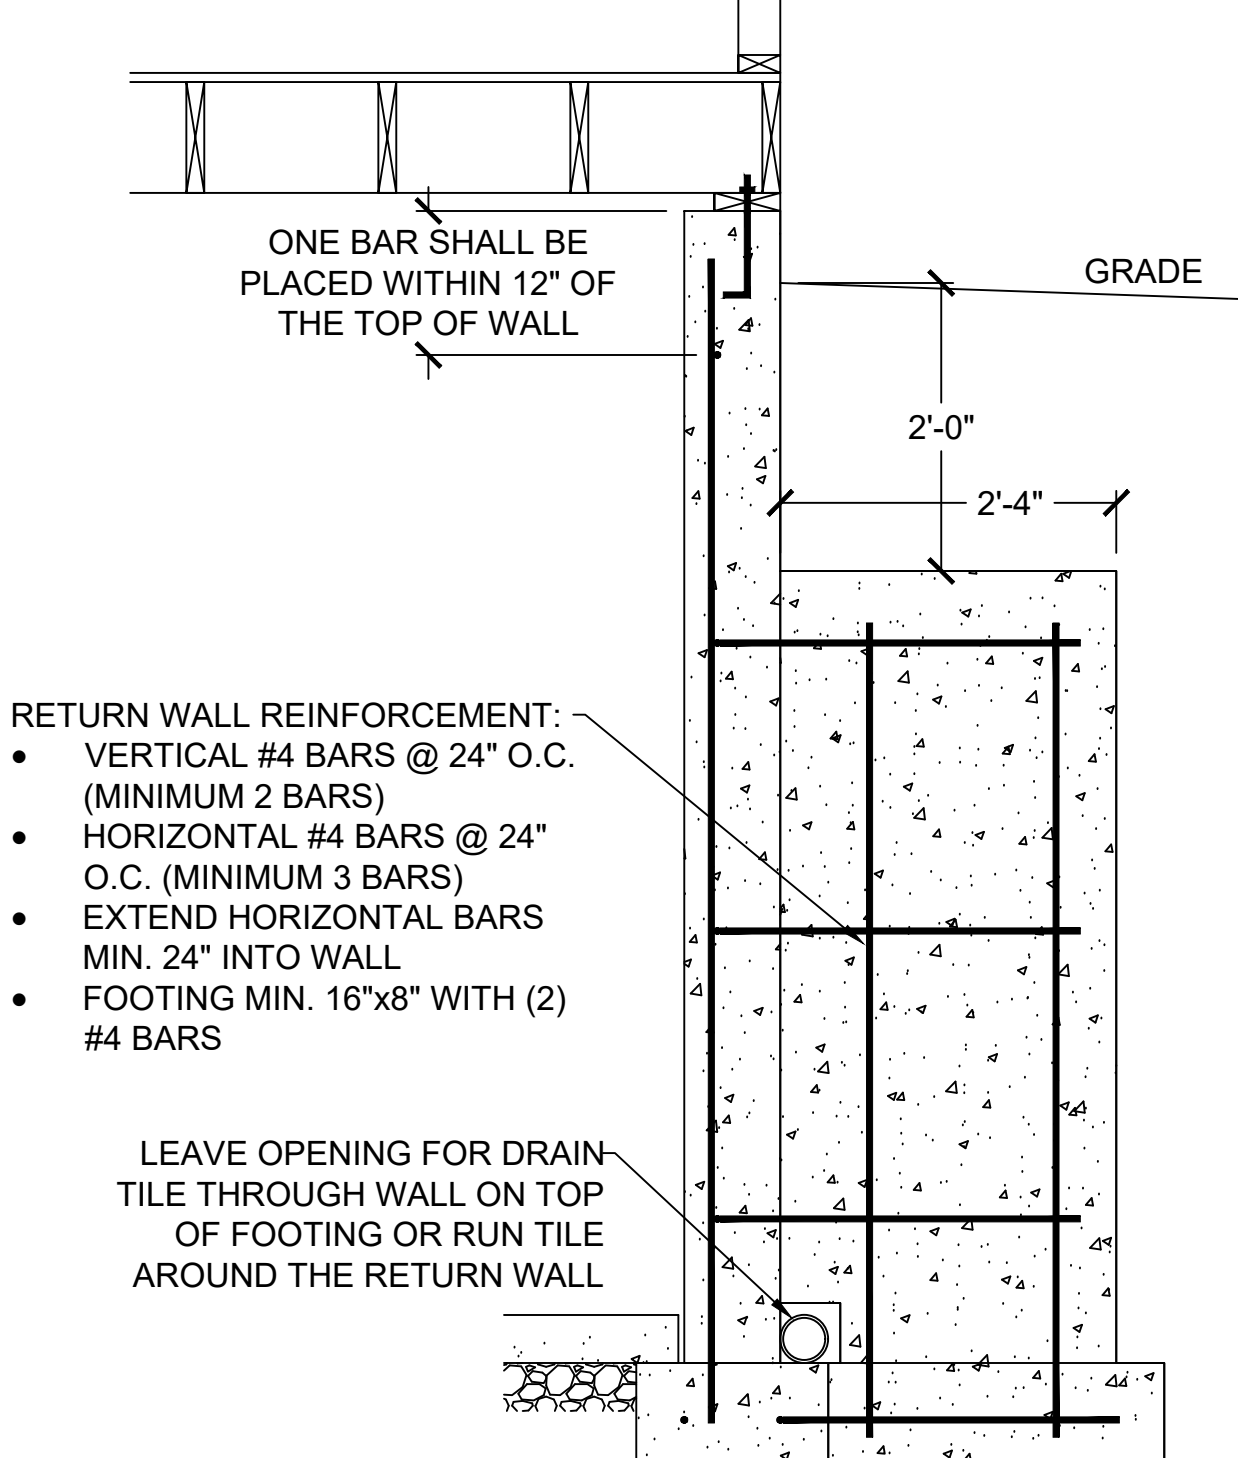 ONE BAR SHALL BE
PLACED WITHIN 12" OF
THE TOP OF WALL
GRADE
2'-0"
2'-4"
RETURN WALL REINFORCEMENT:
• VERTICAL #4 BARS @ 24" O.C.
(MINIMUM 2 BARS)
• HORIZONTAL #4 BARS @ 24"
O.C. (MINIMUM 3 BARS)
• EXTEND HORIZONTAL BARS
MIN. 24" INTO WALL
• FOOTING MIN. 16"x8" WITH (2)
#4 BARS
LEAVE OPENING FOR DRAIN
TILE THROUGH WALL ON TOP
OF FOOTING OR RUN TILE
AROUND THE RETURN WALL